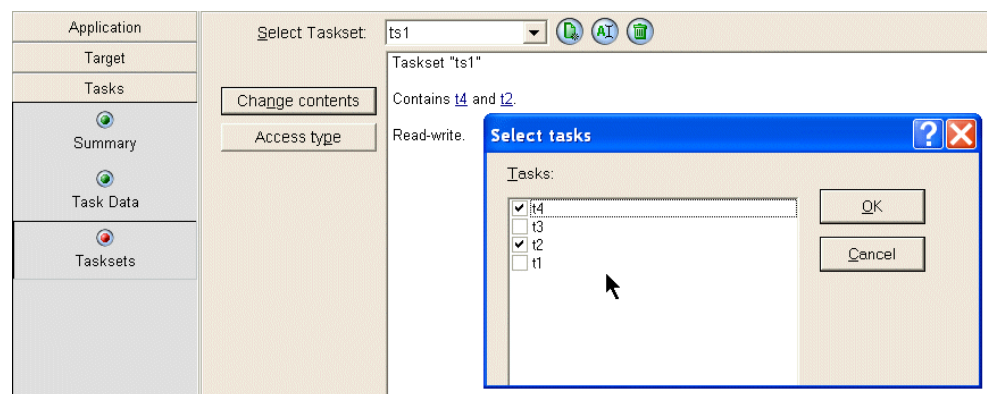 Application
Target
Tasks
Summary
Task Data
Tasksets
Select Taskset:
ts1
AI
Change contents
Access type
Taskset "ts1"
Contains t4 and t2.
Read-write.
Select tasks
?
Tasks:
t4
t3
t2
t1
OK
Cancel